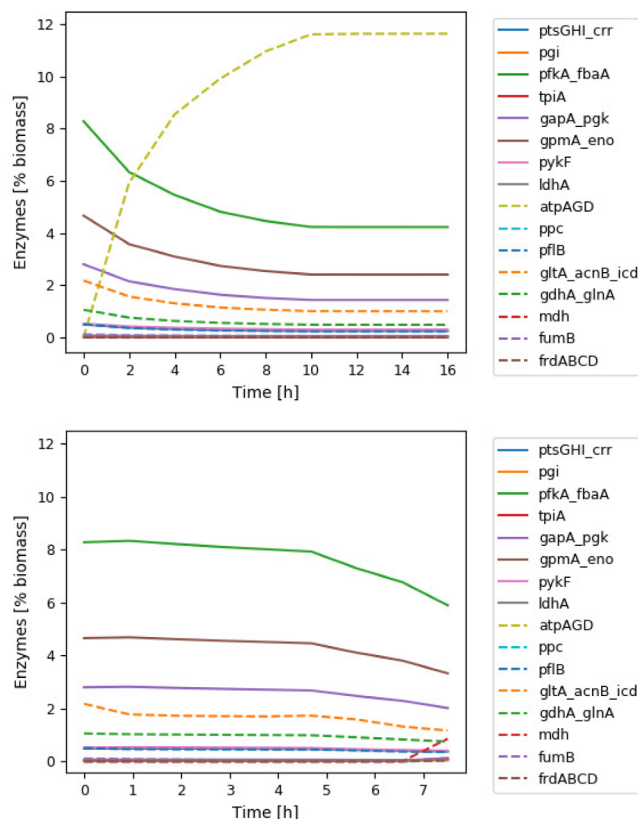 12
10
8
6
4
2
0
Enzymes [% biomass]
0 2 4 6 8 10 12 14 16
Time [h]
ptsGHI_crr
pgi
pfkA_fbaA
tpiA
gapA_pgk
gpmA_eno
pykF
ldhA
atpAGD
ppc
pflB
gltA_acnB_icd
gdhA_glnA
mdh
fumB
frdABCD
12
10
8
6
4
2
0
Enzymes [% biomass]
0 1 2 3 4 5 6 7
Time [h]
ptsGHI_crr
pgi
pfkA_fbaA
tpiA
gapA_pgk
gpmA_eno
pykF
ldhA
atpAGD
ppc
pflB
gltA_acnB_icd
gdhA_glnA
mdh
fumB
frdABCD